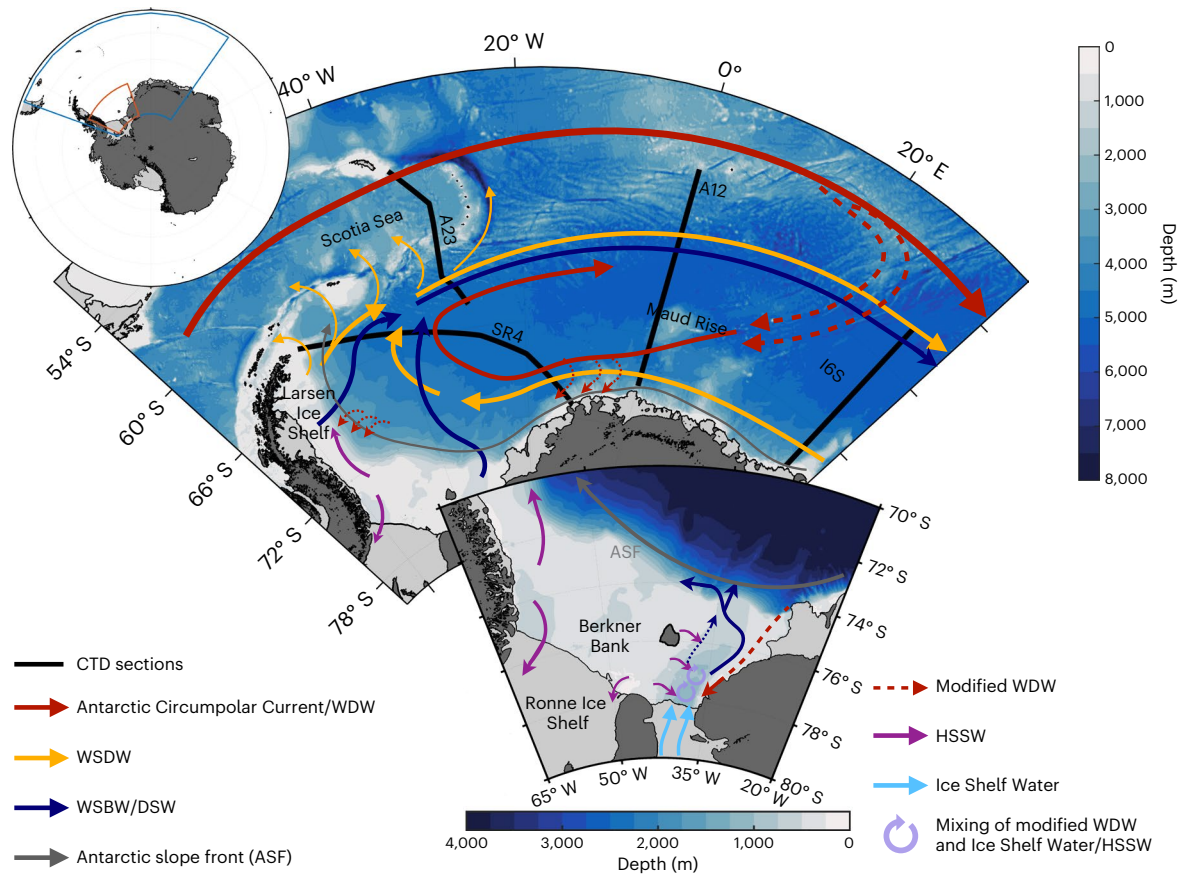 40° W
20° W
0°
20° E
54° S
60° S
66° S
72° S
78° S
Scotia Sea
A23
A12
SR4
Maud Rise
I6S
Larsen
Ice
Shelf
0
1,000
2,000
3,000
4,000
5,000
6,000
7,000
8,000
Depth (m)
ASF
Berkner
Bank
Ronne Ice
Shelf
70° S
72° S
74° S
76° S
78° S
80° S
65° W
50° W
35° W
20° W
4,000
3,000
2,000
1,000
0
Depth (m)
CTD sections
Antarctic Circumpolar Current/WDW
WSDW
WSBW/DSW
Antarctic slope front (ASF)
Modified WDW
HSSW
Ice Shelf Water
Mixing of modified WDW
and Ice Shelf Water/HSSW